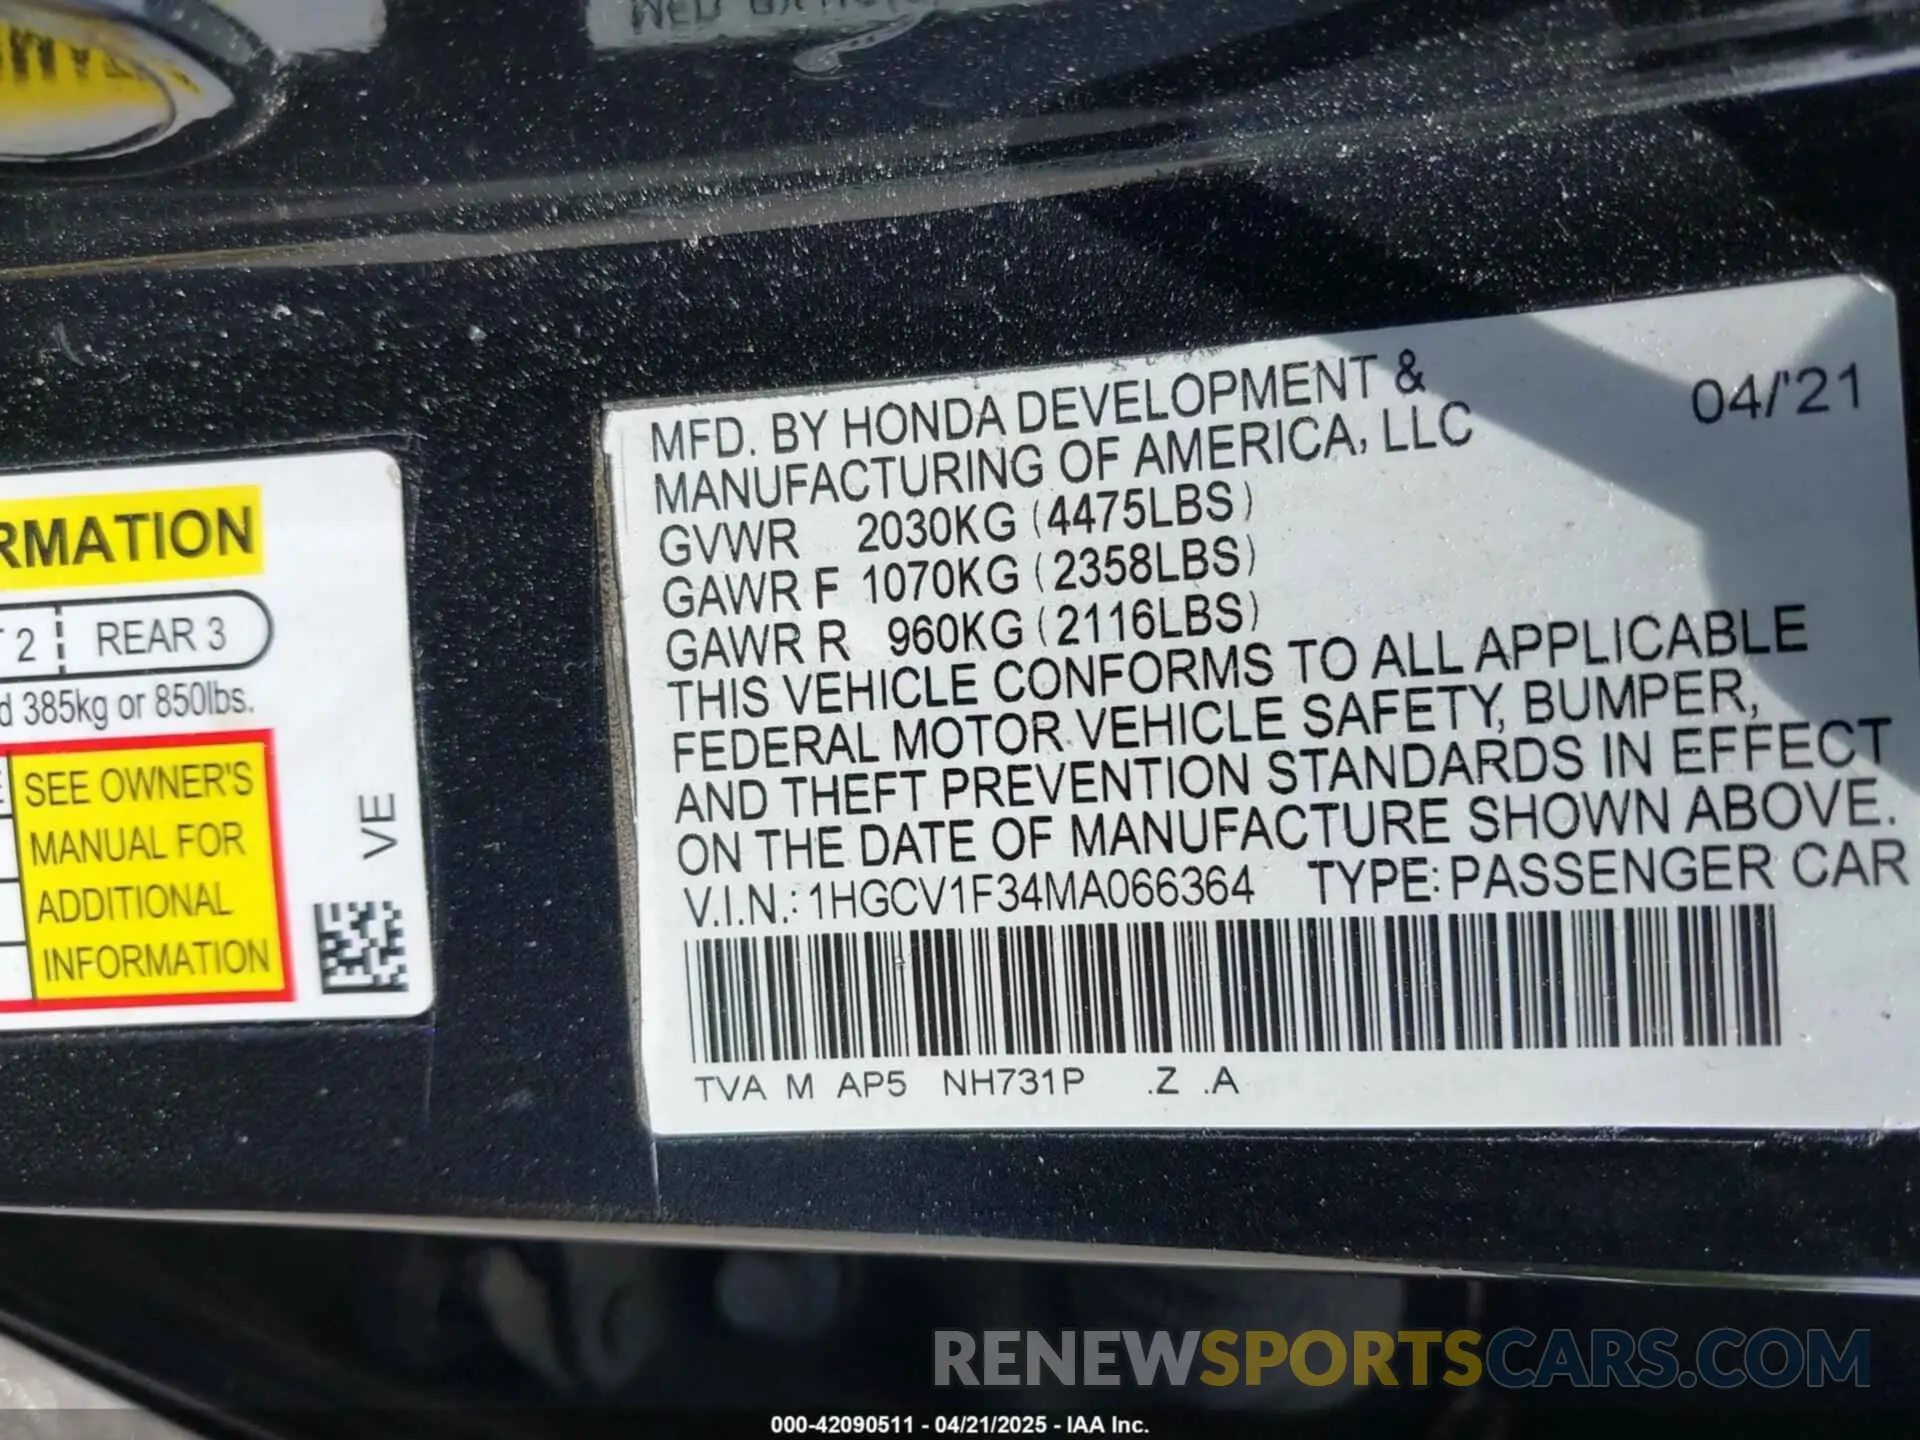 RMATION
2 REAR 3
385kg or 850lbs.
SEE OWNER'S
MANUAL FOR
ADDITIONAL
INFORMATION
VE
MFD. BY HONDA DEVELOPMENT & 04/'21
MANUFACTURING OF AMERICA, LLC
GVWR 2030KG (4475LBS)
GAWR F 1070KG (2358LBS)
GAWR R 960KG (2116LBS)
THIS VEHICLE CONFORMS TO ALL APPLICABLE
FEDERAL MOTOR VEHICLE SAFETY, BUMPER,
AND THEFT PREVENTION STANDARDS IN EFFECT
ON THE DATE OF MANUFACTURE SHOWN ABOVE.
V.I.N.: 1HGCV1F34MA066364 TYPE: PASSENGER CAR
TVA M AP5 NH731P .Z .A
RENEWSPORTSCARS.COM
000-42090511 - 04/21/2025 - IAA Inc.